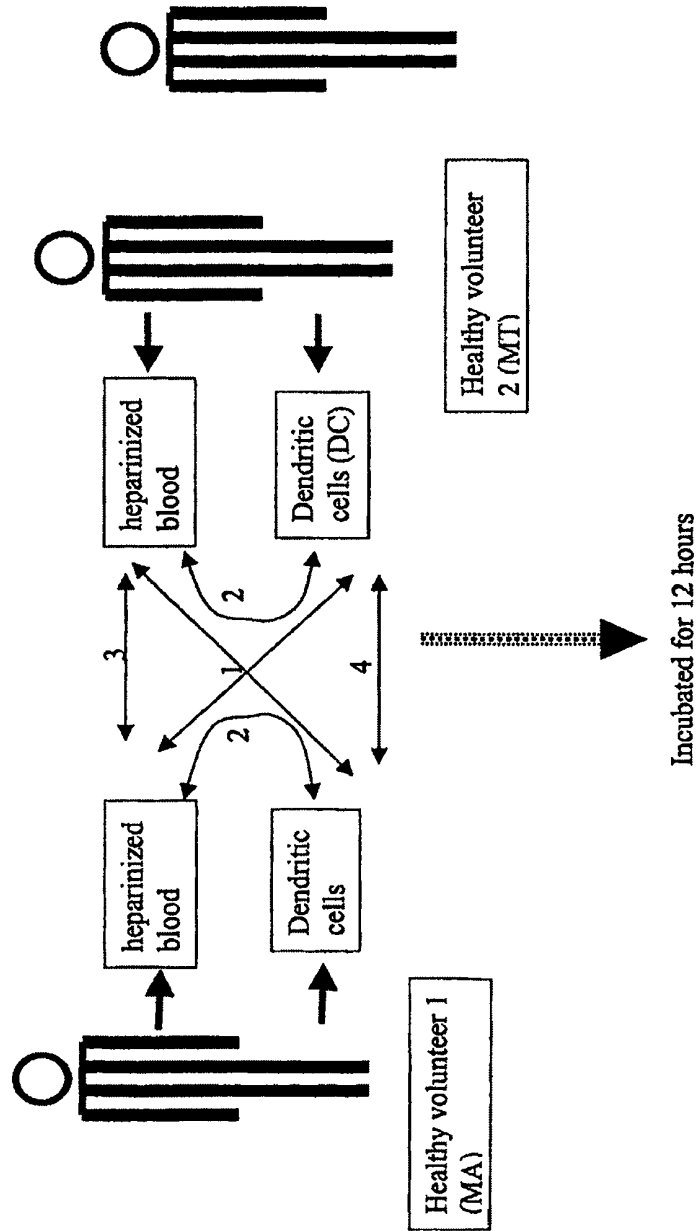 heparinized
blood
heparinized
blood
3
1
2
2
4
Dendritic
cells
Dendritic
cells (DC)
Healthy volunteer 1
(MA)
Healthy volunteer
2 (MT)
Incubated for 12 hours